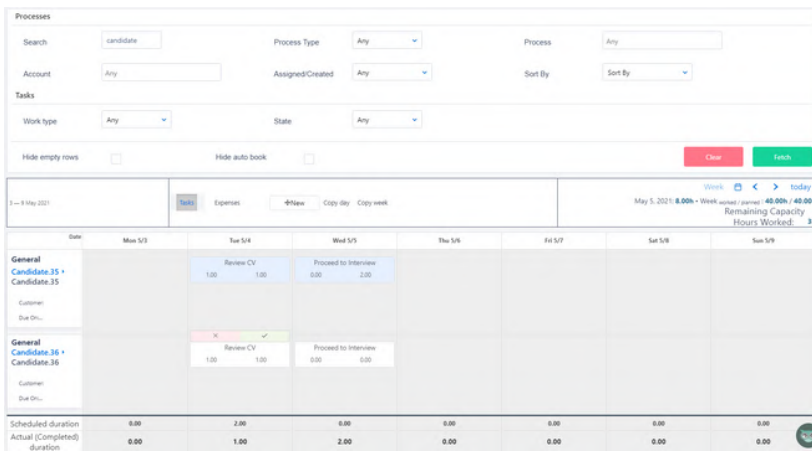 Processes
Search candidate Process Type Any Process Any
Account Any Assigned/Created Any Sort By Sort By
Tasks
Work type Any State Any
Hide empty rows Hide auto book Clear Fetch
Week today
3 — 9 May 2021 Tasks Expenses +New Copy day Copy week May 5, 2021: 8.00h • Week worked / planned / 40.00h / 40.00
Remaining Capacity
Hours Worked: 3
Date Mon 5/3 Tue 5/4 Wed 5/5 Thu 5/6 Fri 5/7 Sat 5/8 Sun 5/9
General
Candidate.35
Candidate.35
Customer:
Due On:...
Review CV
1.00 1.00
Proceed to Interview
0.00 2.00
General
Candidate.36
Candidate.36
Customer:
Due On:...
Review CV
1.00 1.00
Proceed to Interview
0.00 0.00
Scheduled duration 0.00 2.00 0.00 0.00 0.00 0.00 0.00
Actual (Completed) duration 0.00 1.00 2.00 0.00 0.00 0.00 0.00